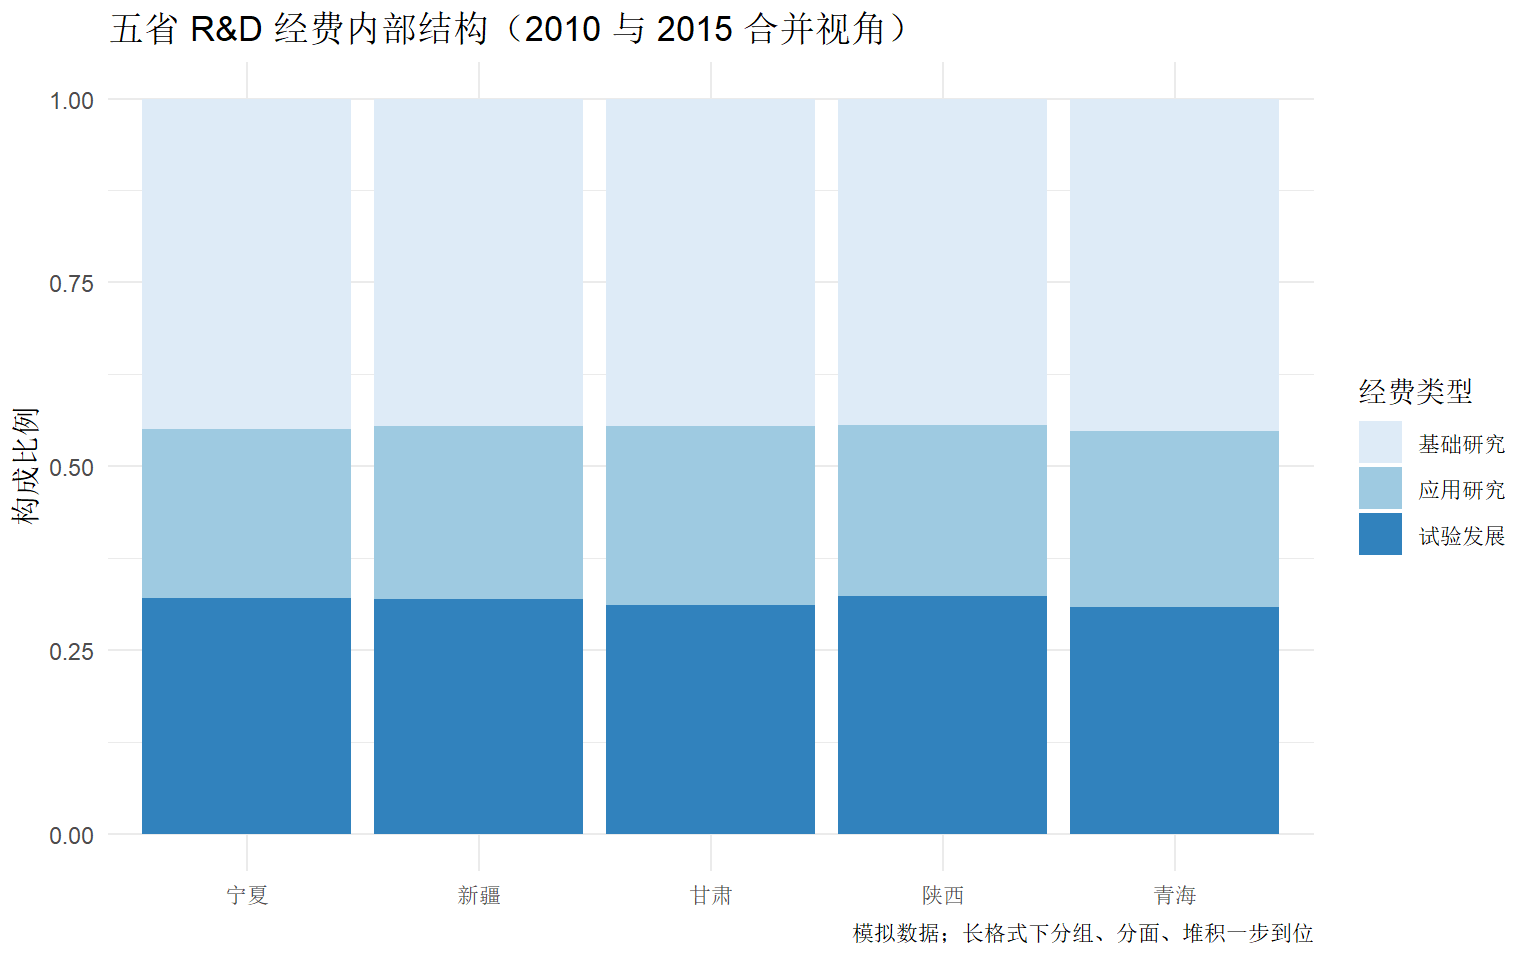 五省 R&D 经费内部结构（2010 与 2015 合并视角）
构成比例
1.00
0.75
0.50
0.25
0.00
宁夏 新疆 甘肃 陕西 青海
经费类型
基础研究
应用研究
试验发展
模拟数据；长格式下分组、分面、堆积一步到位